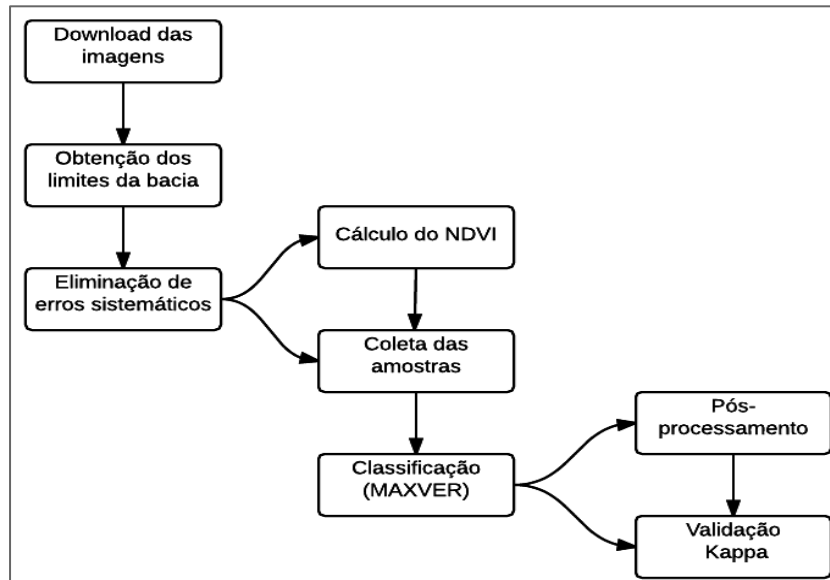 Download das
imagens
Obtenção dos
limites da bacia
Eliminação de
erros sistemáticos
Cálculo do NDVI
Coleta das
amostras
Classificação
(MAXVER)
Pós-
processamento
Validação
Kappa